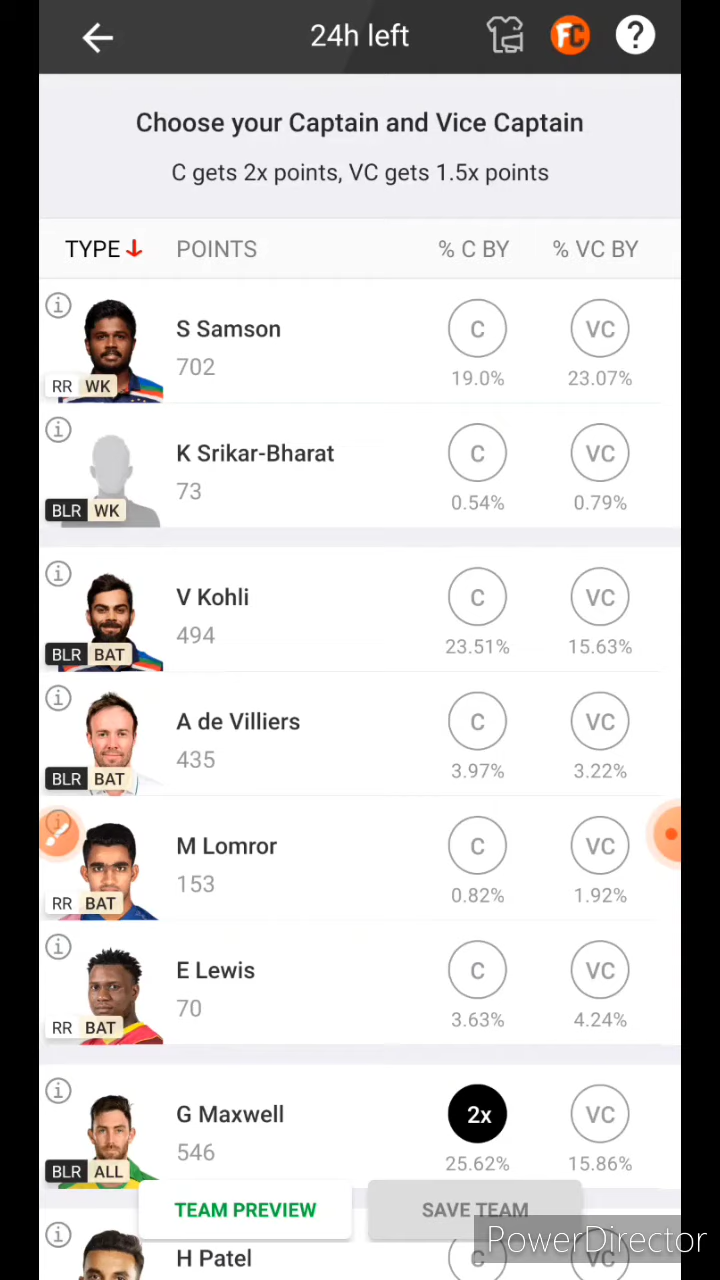 24h left
FC
?
Choose your Captain and Vice Captain
C gets 2x points, VC gets 1.5x points
TYPE POINTS % C BY % VC BY
S Samson C VC
702
19.0% 23.07%
RR WK
K Srikar-Bharat C VC
73
0.54% 0.79%
BLR WK
V Kohli C VC
494
23.51% 15.63%
BLR BAT
A de Villiers C VC
435
3.97% 3.22%
BLR BAT
M Lomror C VC
153
0.82% 1.92%
RR BAT
E Lewis C VC
70
3.63% 4.24%
RR BAT
G Maxwell 2x VC
546
25.62% 15.86%
BLR ALL
TEAM PREVIEW SAVE TEAM
PowerDirector
H Patel C VC